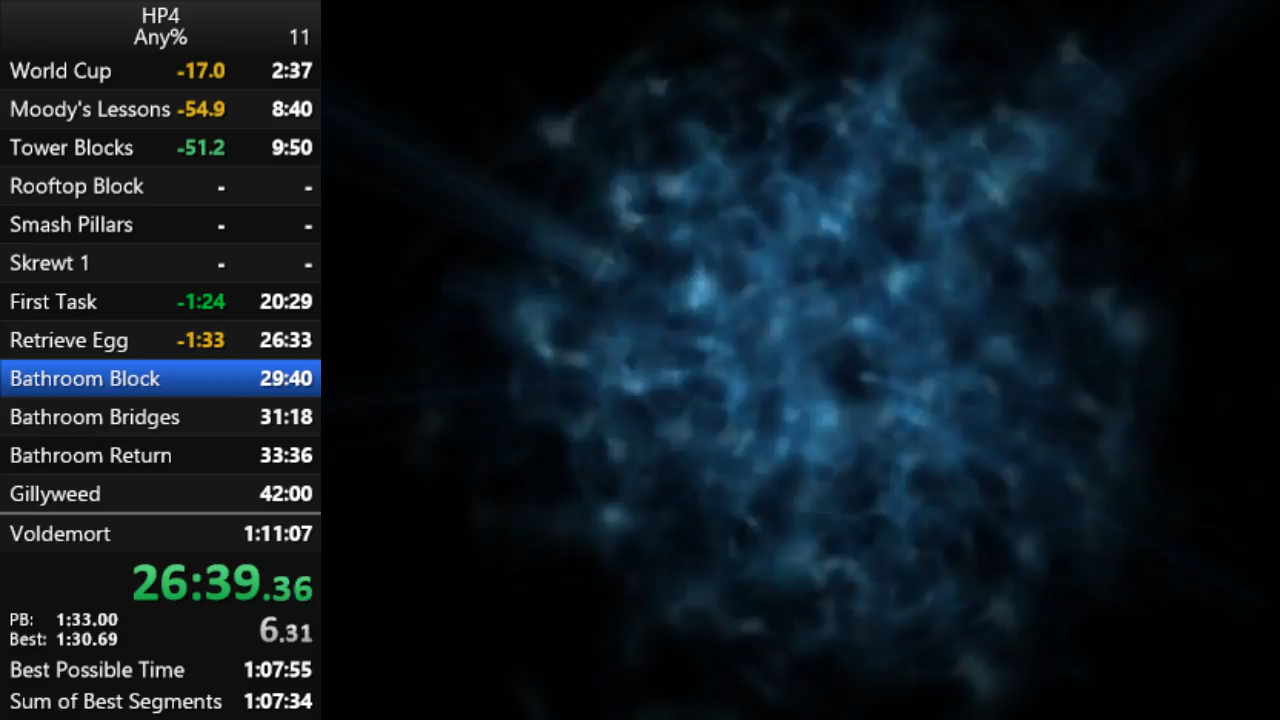 HP4
Any% 11
World Cup -17.0 2:37
Moody's Lessons -54.9 8:40
Tower Blocks -51.2 9:50
Rooftop Block - -
Smash Pillars - -
Skrewt 1 - -
First Task -1:24 20:29
Retrieve Egg -1:33 26:33
Bathroom Block 29:40
Bathroom Bridges 31:18
Bathroom Return 33:36
Gillyweed 42:00
Voldemort 1:11:07
26:39.36
PB: 1:33.00 6.31
Best: 1:30.69
Best Possible Time 1:07:55
Sum of Best Segments 1:07:34